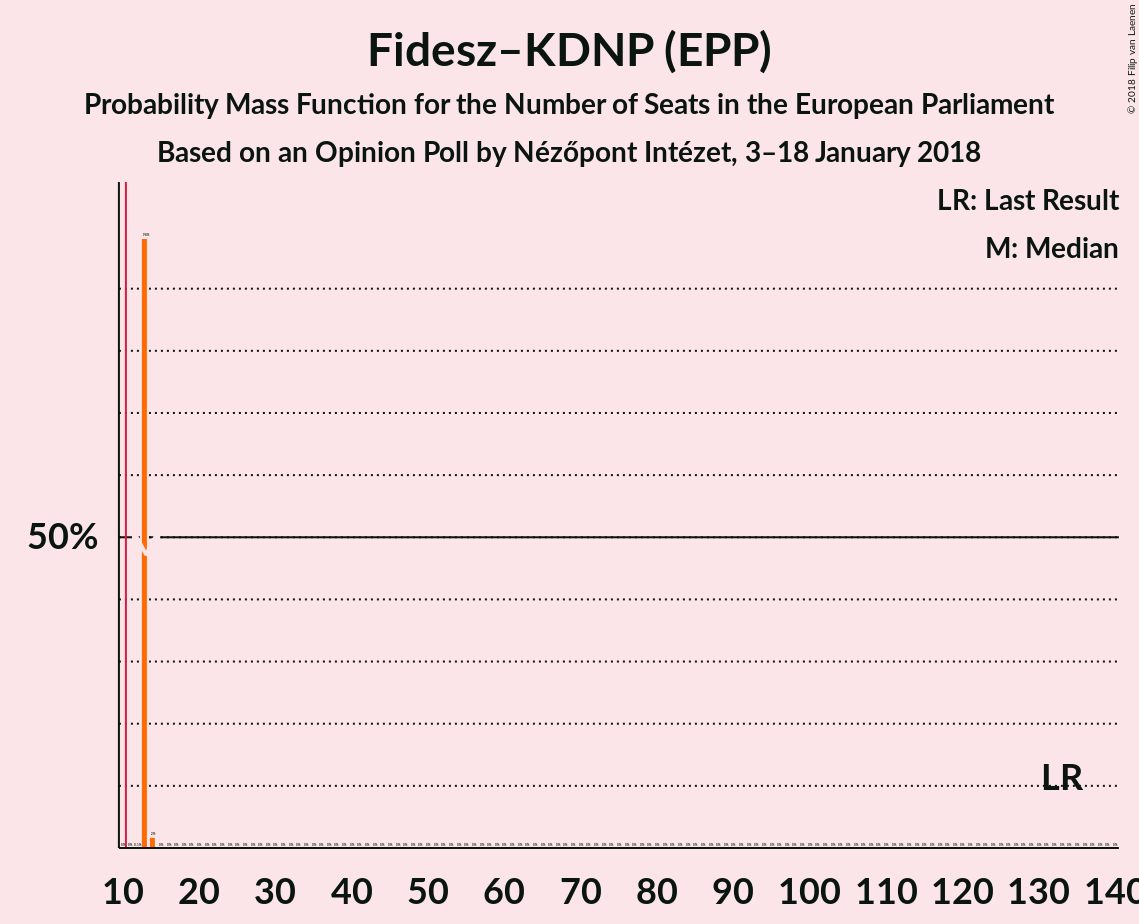 Fidesz–KDNP (EPP)
Probability Mass Function for the Number of Seats in the European Parliament
Based on an Opinion Poll by Nézőpont Intézet, 3–18 January 2018
© 2018 Filip van Laenen
LR: Last Result
M: Median
50%
LR
10 20 30 40 50 60 70 80 90 100 110 120 130 140